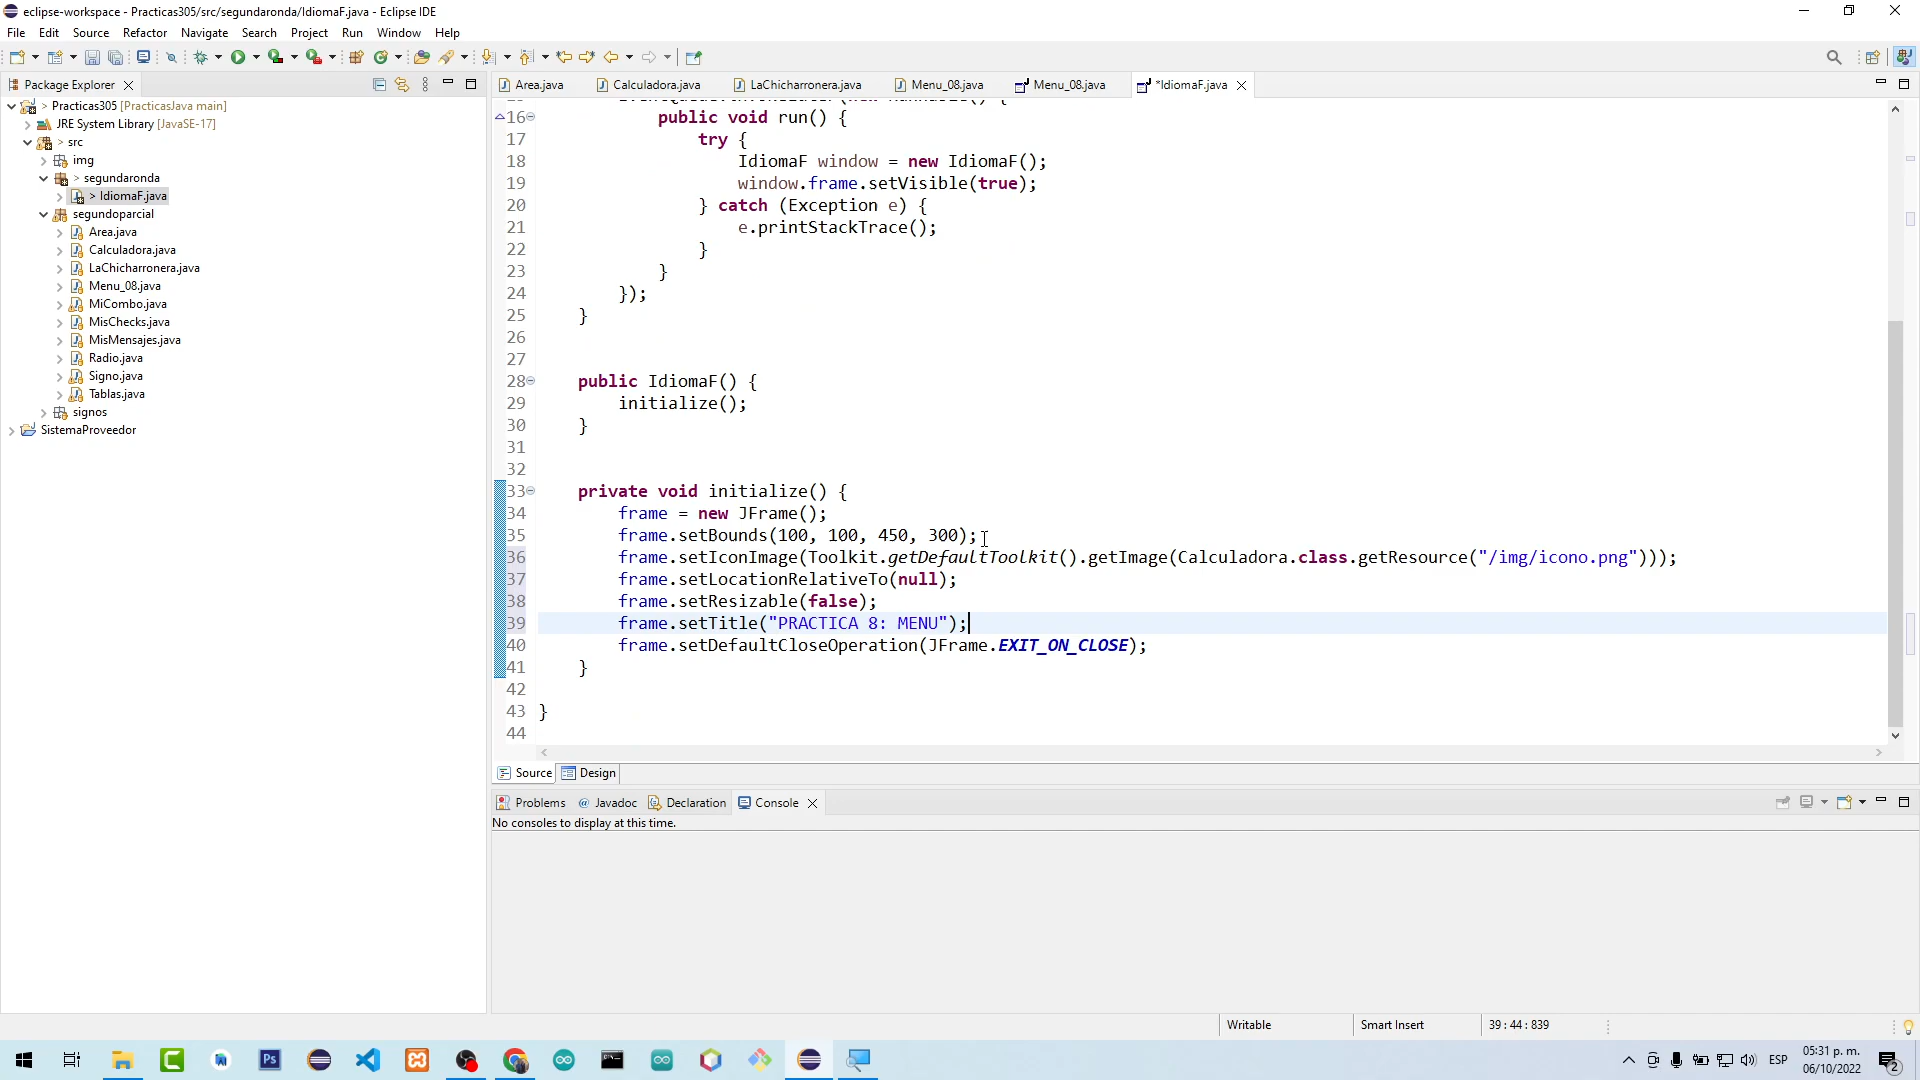 eclipse-workspace - Practicas305/src/segundaronda/IdiomaF.java - Eclipse IDE
File Edit Source Refactor Navigate Search Project Run Window Help
Package Explorer
Area.java Calculadora.java LaChicharronera.java Menu_08.java Menu_08.java *IdiomaF.java
> Practicas305 [PracticasJava main]
JRE System Library [JavaSE-17]
> src
img
> segundaronda
> IdiomaF.java
segundoparcial
Area.java
Calculadora.java
LaChicharronera.java
Menu_08.java
MiCombo.java
MisChecks.java
MisMensajes.java
Radio.java
Signo.java
Tablas.java
signos
SistemaProveedor
16 public void run() {
17 try {
18 IdiomaF window = new IdiomaF();
19 window.frame.setVisible(true);
20 } catch (Exception e) {
21 e.printStackTrace();
22 }
23 }
24 });
25 }
26
27
28 public IdiomaF() {
29 initialize();
30 }
31
32
33 private void initialize() {
34 frame = new JFrame();
35 frame.setBounds(100, 100, 450, 300);
36 frame.setIconImage(Toolkit.getDefaultToolkit().getImage(Calculadora.class.getResource("/img/icono.png")));
37 frame.setLocationRelativeTo(null);
38 frame.setResizable(false);
39 frame.setTitle("PRACTICA 8: MENU");
40 frame.setDefaultCloseOperation(JFrame.EXIT_ON_CLOSE);
41 }
42
43 }
44
Source Design
Problems @ Javadoc Declaration Console
No consoles to display at this time.
Writable Smart Insert 39 : 44 : 839
ESP 05:31 p. m.
06/10/2022 2